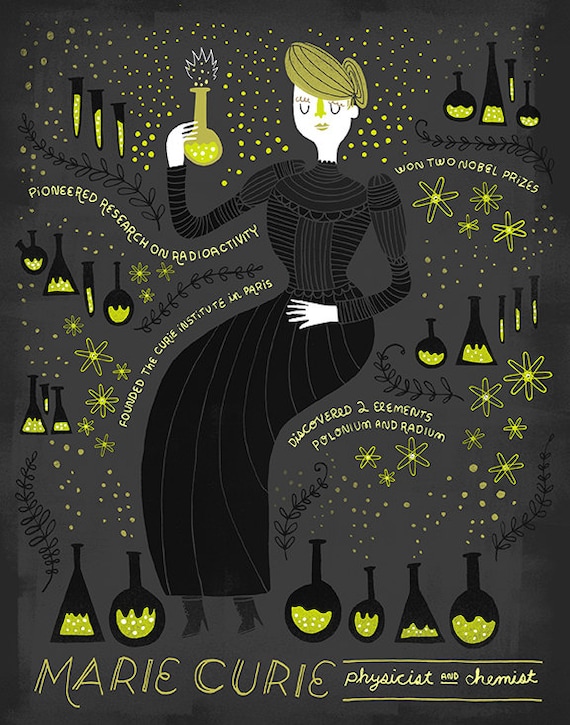 WON TWO NOBEL PRIZES
PIONEERED RESEARCH ON RADIOACTIVITY
FOUNDED THE CURIE INSTITUTE IN PARIS
DISCOVERED 2 ELEMENTS
POLONIUM AND RADIUM
MARIE CURIE physicist AND chemist